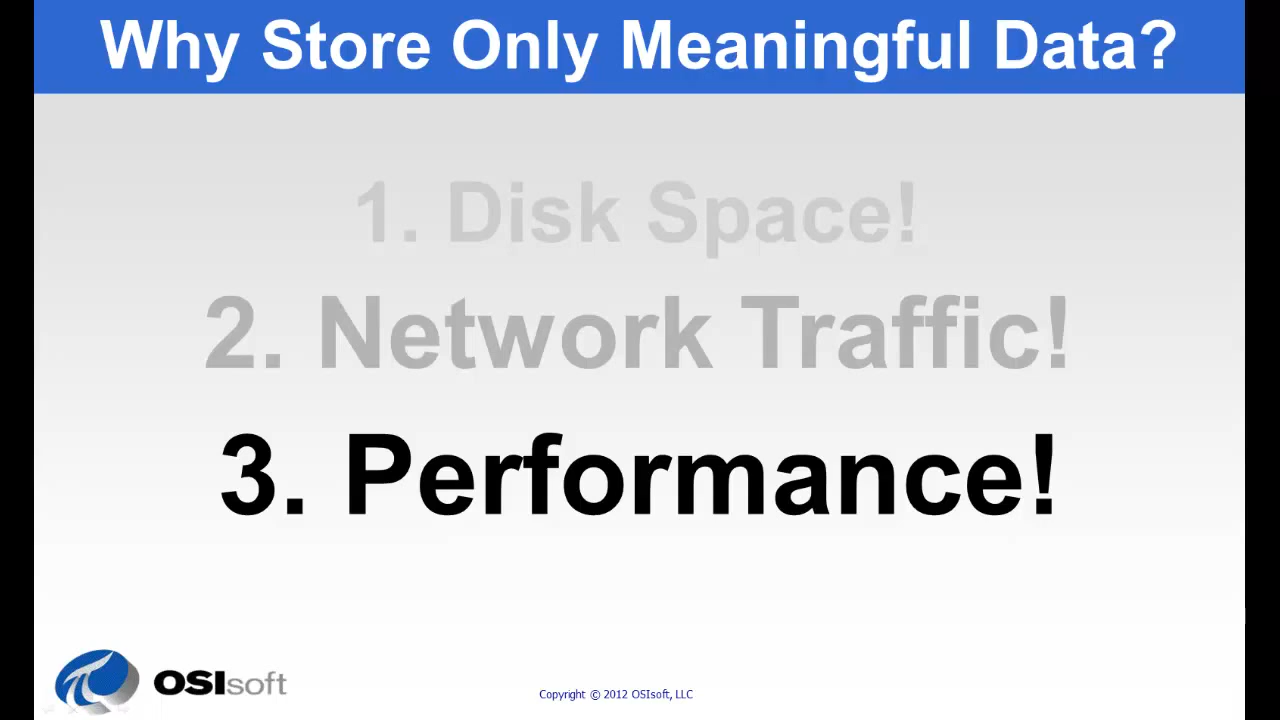 Why Store Only Meaningful Data?
1. Disk Space!
2. Network Traffic!
3. Performance!
OSIsoft
Copyright © 2012 OSIsoft, LLC